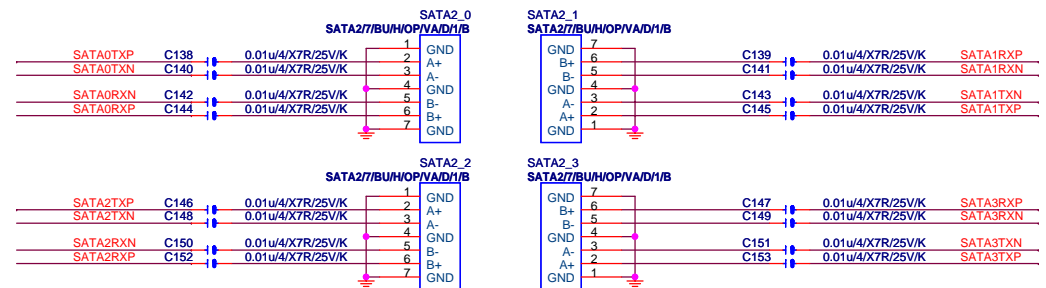 SATA2_0
SATA2/7/BU/H/OP/VA/D/1/B
1 GND
SATA0TXP C138 0.01u/4/X7R/25V/K 2 A+
SATA0TXN C140 0.01u/4/X7R/25V/K 3 A-
4 GND
SATA0RXN C142 0.01u/4/X7R/25V/K 5 B-
SATA0RXP C144 0.01u/4/X7R/25V/K 6 B+
7 GND
SATA2_1
SATA2/7/BU/H/OP/VA/D/1/B
GND 7
B+ 6 C139 0.01u/4/X7R/25V/K SATA1RXP
B- 5 C141 0.01u/4/X7R/25V/K SATA1RXN
GND 4
A- 3 C143 0.01u/4/X7R/25V/K SATA1TXN
A+ 2 C145 0.01u/4/X7R/25V/K SATA1TXP
GND 1
SATA2_2
SATA2/7/BU/H/OP/VA/D/1/B
1 GND
SATA2TXP C146 0.01u/4/X7R/25V/K 2 A+
SATA2TXN C148 0.01u/4/X7R/25V/K 3 A-
4 GND
SATA2RXN C150 0.01u/4/X7R/25V/K 5 B-
SATA2RXP C152 0.01u/4/X7R/25V/K 6 B+
7 GND
SATA2_3
SATA2/7/BU/H/OP/VA/D/1/B
GND 7
B+ 6 C147 0.01u/4/X7R/25V/K SATA3RXP
B- 5 C149 0.01u/4/X7R/25V/K SATA3RXN
GND 4
A- 3 C151 0.01u/4/X7R/25V/K SATA3TXN
A+ 2 C153 0.01u/4/X7R/25V/K SATA3TXP
GND 1